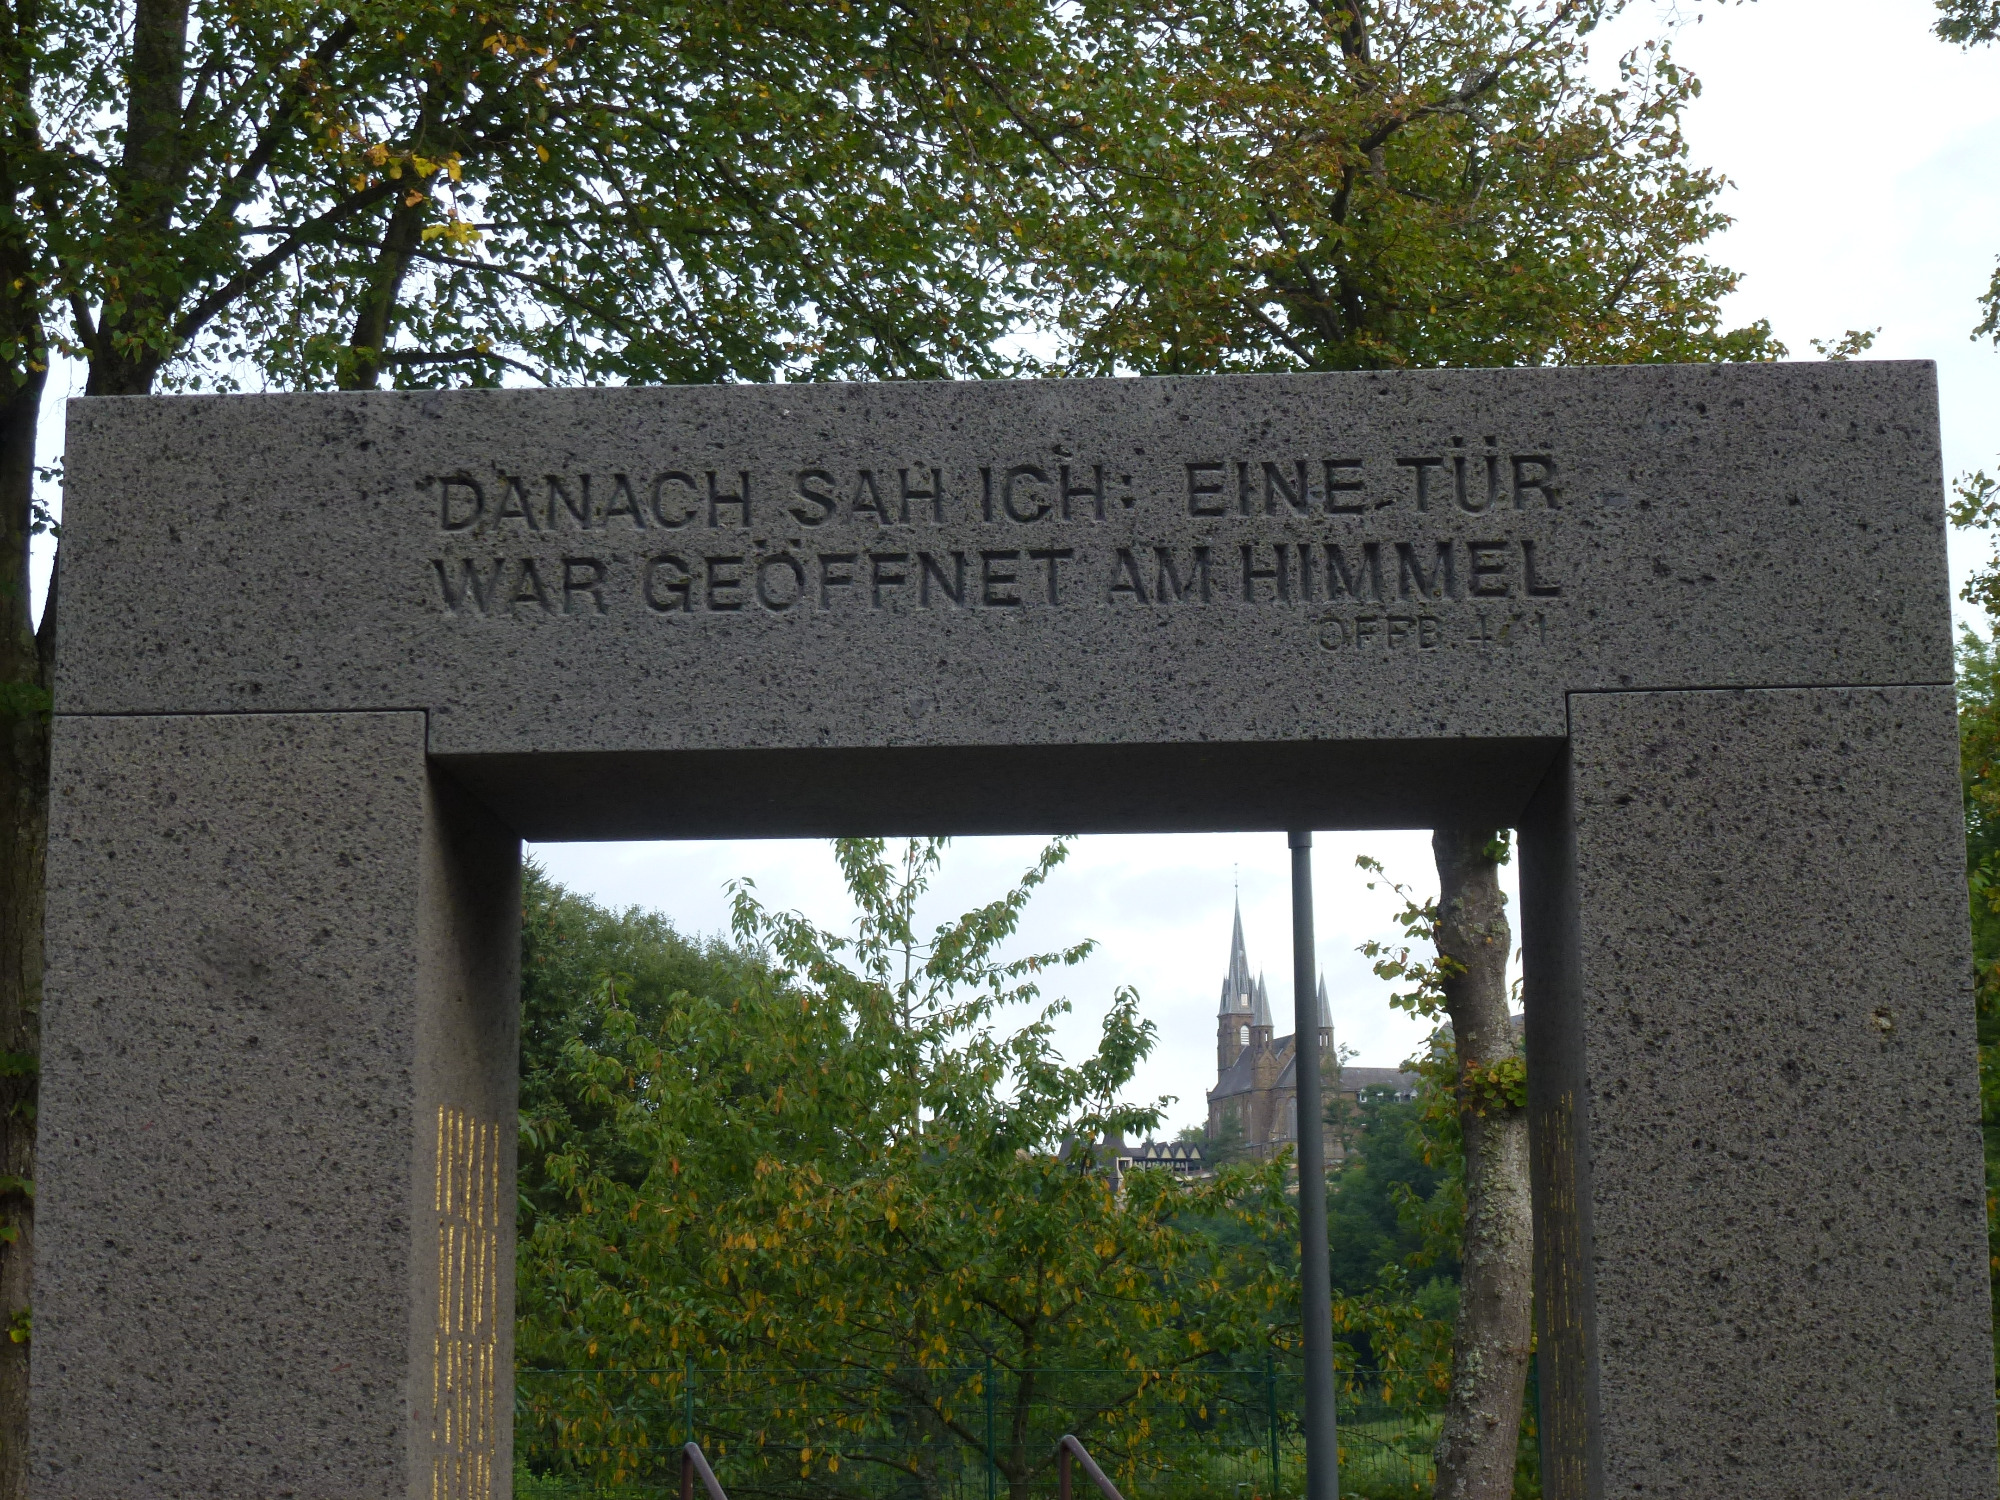 DANACH SAH ICH: EINE TÜR
WAR GEÖFFNET AM HIMMEL
OFFB. 4/1